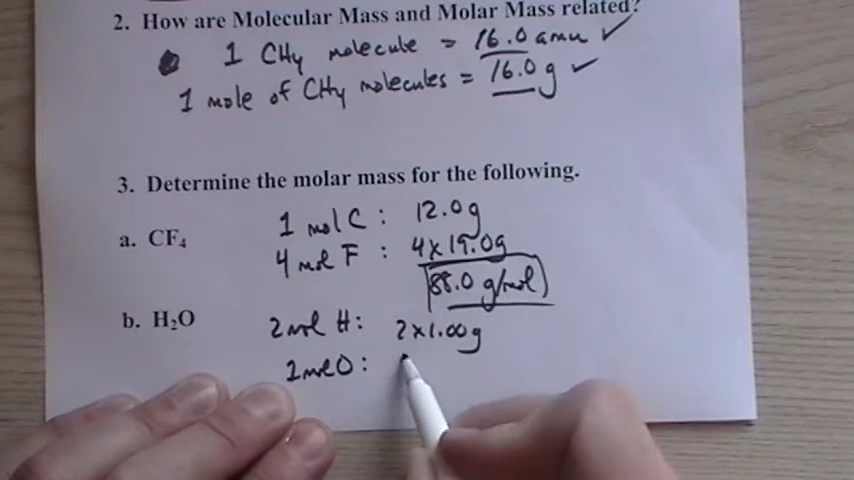 2. How are Molecular Mass and Molar Mass related?
1 CH4 molecule = 16.0 amu ✓
1 mole of CH4 molecules = 16.0 g ✓
3. Determine the molar mass for the following.
a. CF₄
1 mol C : 12.0g
4 mol F : 4x19.0g
88.0 g/mol
b. H₂O
2 mol H: 2x1.00g
1 mol O: